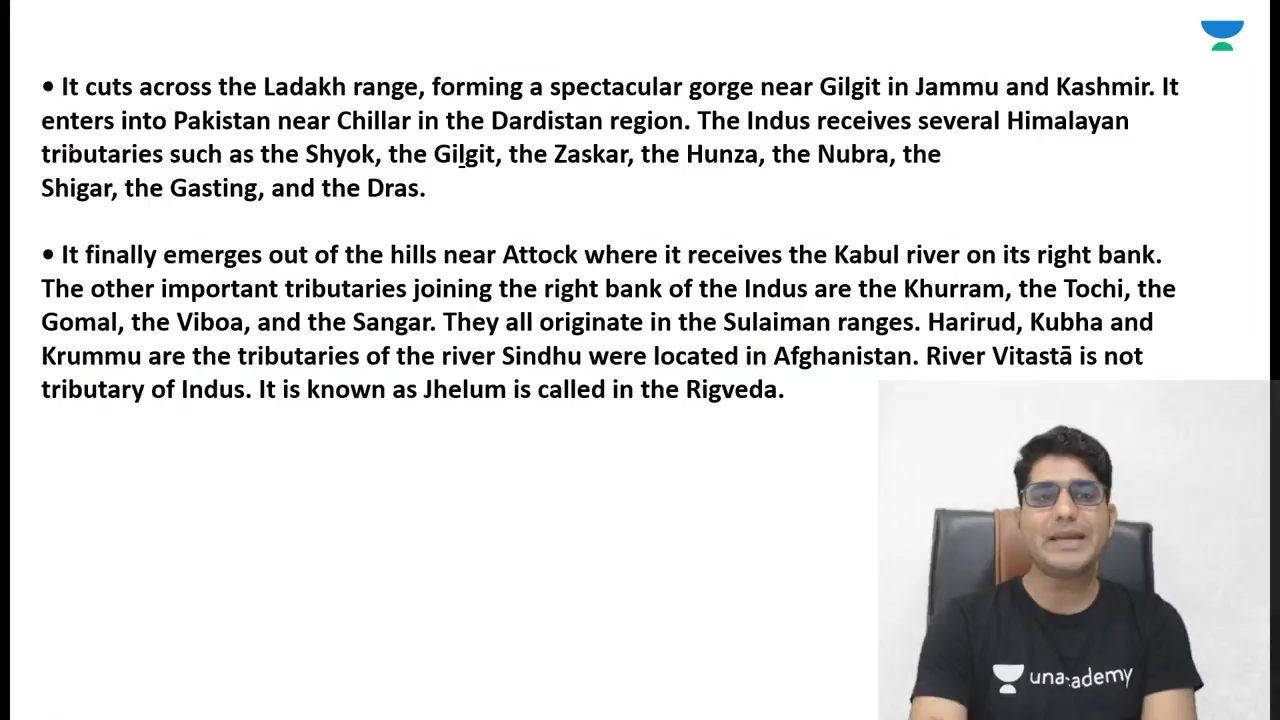 • It cuts across the Ladakh range, forming a spectacular gorge near Gilgit in Jammu and Kashmir. It
enters into Pakistan near Chillar in the Dardistan region. The Indus receives several Himalayan
tributaries such as the Shyok, the Gilgit, the Zaskar, the Hunza, the Nubra, the
Shigar, the Gasting, and the Dras.
• It finally emerges out of the hills near Attock where it receives the Kabul river on its right bank.
The other important tributaries joining the right bank of the Indus are the Khurram, the Tochi, the
Gomal, the Viboa, and the Sangar. They all originate in the Sulaiman ranges. Harirud, Kubha and
Krummu are the tributaries of the river Sindhu were located in Afghanistan. River Vitastā is not
tributary of Indus. It is known as Jhelum is called in the Rigveda.
unacademy